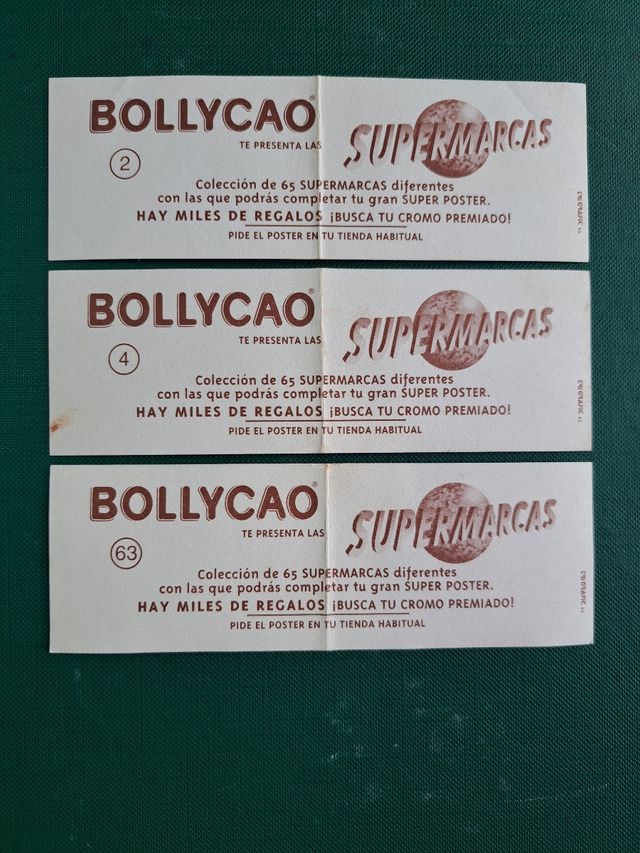 BOLLYCAO®
TE PRESENTA LAS
SUPERMARCAS
2
Colección de 65 SUPERMARCAS diferentes
con las que podrás completar tu gran SUPER POSTER.
HAY MILES DE REGALOS ¡BUSCA TU CROMO PREMIADO!
PIDE EL POSTER EN TU TIENDA HABITUAL
BOLLYCAO®
TE PRESENTA LAS
SUPERMARCAS
4
Colección de 65 SUPERMARCAS diferentes
con las que podrás completar tu gran SUPER POSTER.
HAY MILES DE REGALOS ¡BUSCA TU CROMO PREMIADO!
PIDE EL POSTER EN TU TIENDA HABITUAL
BOLLYCAO®
TE PRESENTA LAS
SUPERMARCAS
63
Colección de 65 SUPERMARCAS diferentes
con las que podrás completar tu gran SUPER POSTER.
HAY MILES DE REGALOS ¡BUSCA TU CROMO PREMIADO!
PIDE EL POSTER EN TU TIENDA HABITUAL